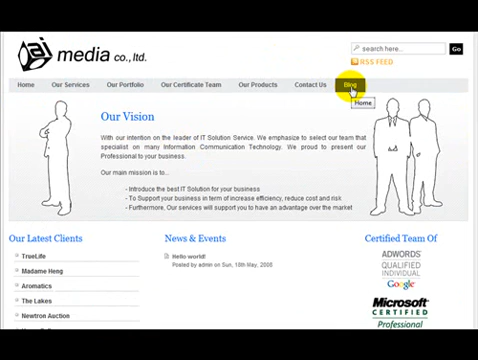 ai media co., ltd.
search here...
Go
RSS FEED
Home Our Services Our Portfolio Our Certificate Team Our Products Contact Us Blog
Home
Our Vision
With our intention on the leader of IT Solution Service. We emphasize to select our team that
specialist on many Information Communication Technology. We proud to present our
Professional to your business.
Our main mission is to...
- Introduce the best IT Solution for your business
- To Support your business in term of increase efficiency, reduce cost and risk
- Furthermore, Our services will support you to have an advantage over the market
Our Latest Clients
TrueLife
Madame Heng
Aromatics
The Lakes
Newtron Auction
News & Events
Hello world!
Posted by admin on Sun, 18th-May, 2008
Certified Team Of
ADWORDS
QUALIFIED
INDIVIDUAL
Google
Microsoft
CERTIFIED
Professional